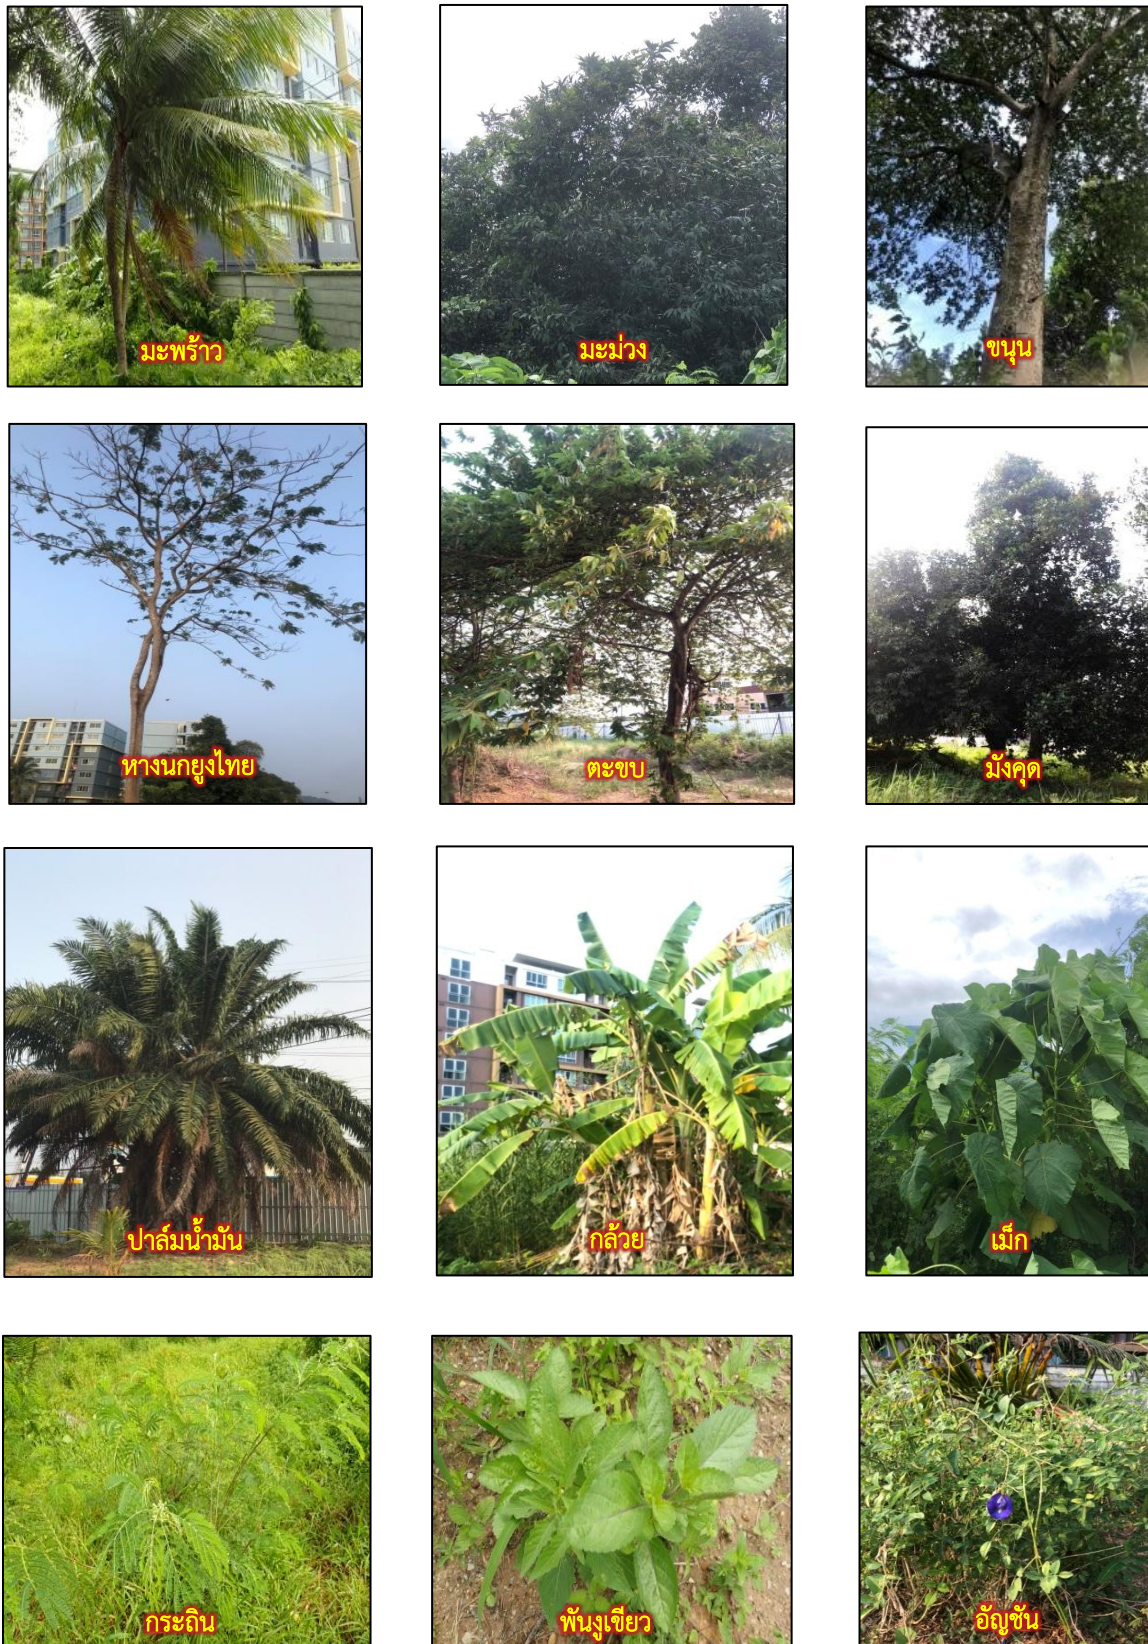 มะพร้าว
มะม่วง
ขนุน
หางนกยูงไทย
ตะขบ
มังคุด
ปาล์มน้ำมัน
กล้วย
เม็ก
กระถิน
พันงูเขียว
อัญชัน